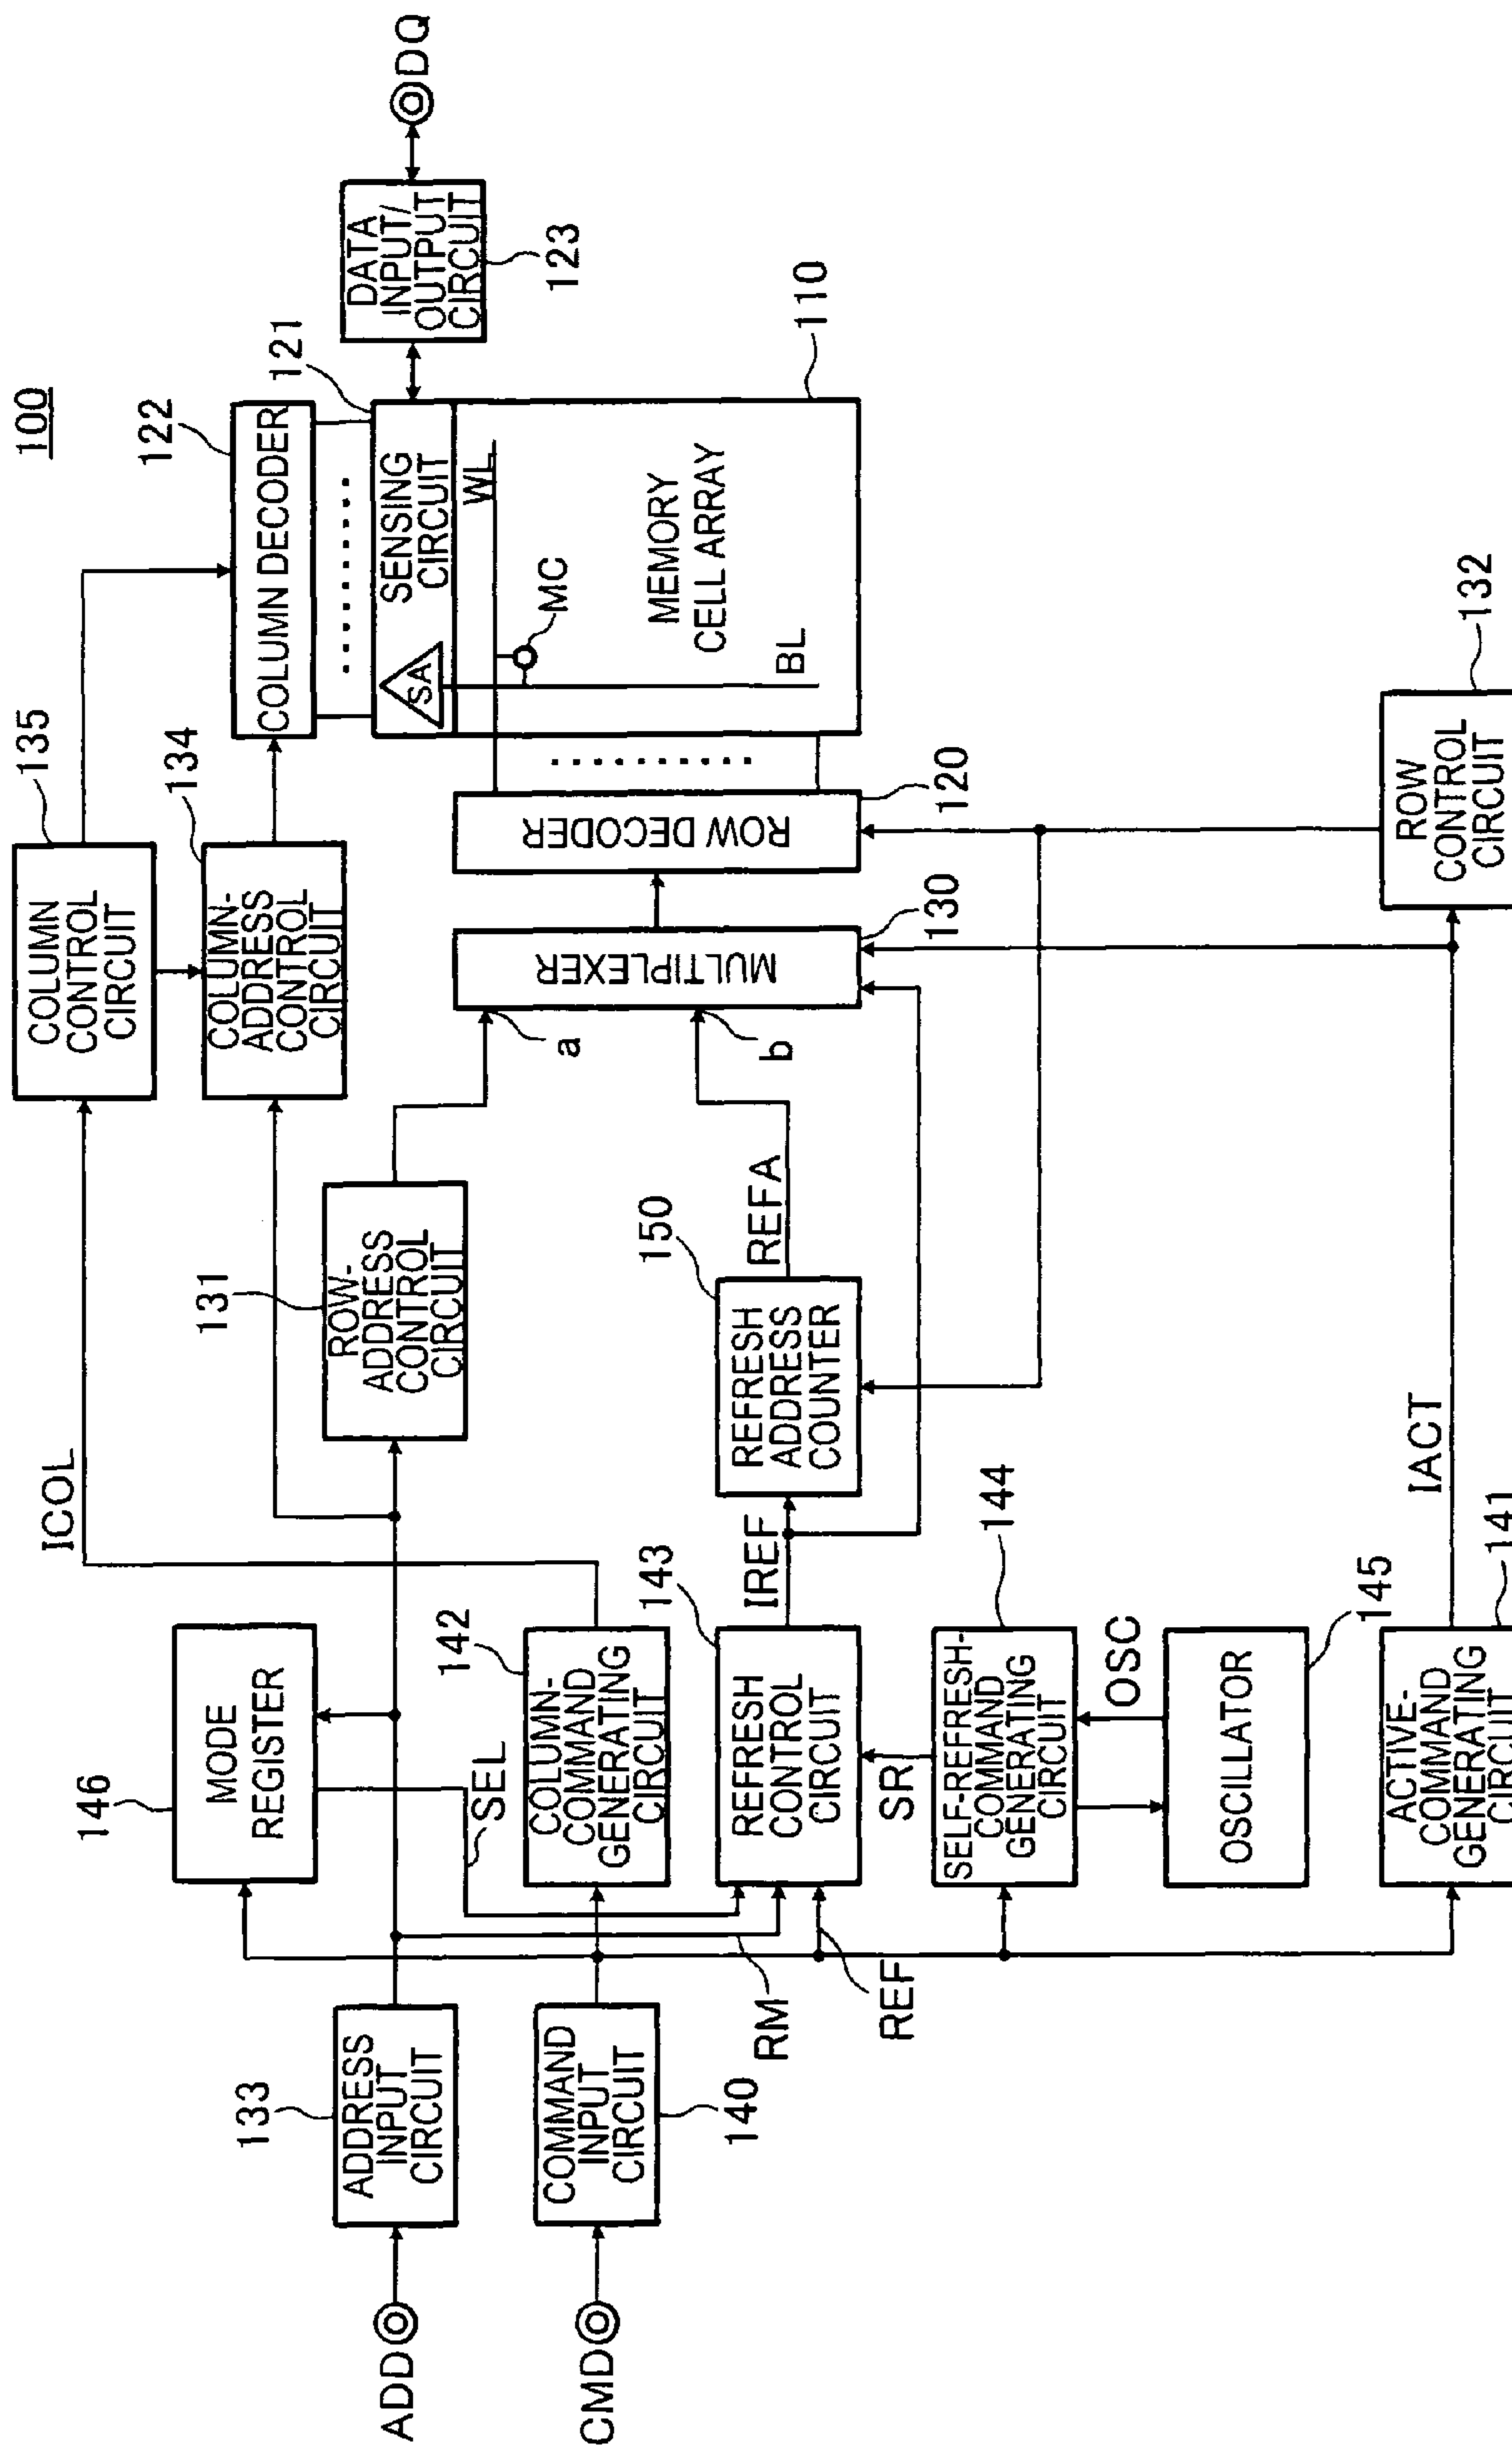 100
135
COLUMN
CONTROL
CIRCUIT
134
COLUMN-
ADDRESS
CONTROL
CIRCUIT
122
COLUMN DECODER
121
SENSING
CIRCUIT
SA
WL
MC
MEMORY
CELL ARRAY
BL
110
DATA
INPUT/
OUTPUT
CIRCUIT
123
DQ
ICOL
146
MODE
REGISTER
131
ROW-
ADDRESS
CONTROL
CIRCUIT
a
b
MULTIPLEXER
130
ROW DECODER
120
ADD
133
ADDRESS
INPUT
CIRCUIT
SEL
142
COLUMN-
COMMAND
GENERATING
CIRCUIT
CMD
COMMAND
INPUT
CIRCUIT
140
RM
REF
143
REFRESH
CONTROL
CIRCUIT
IREF
150
REFRESH
ADDRESS
COUNTER
REFA
SR
144
SELF-REFRESH-
COMMAND
GENERATING
CIRCUIT
OSC
OSCILLATOR
145
ACTIVE-
COMMAND
GENERATING
CIRCUIT
141
IACT
ROW
CONTROL
CIRCUIT
132